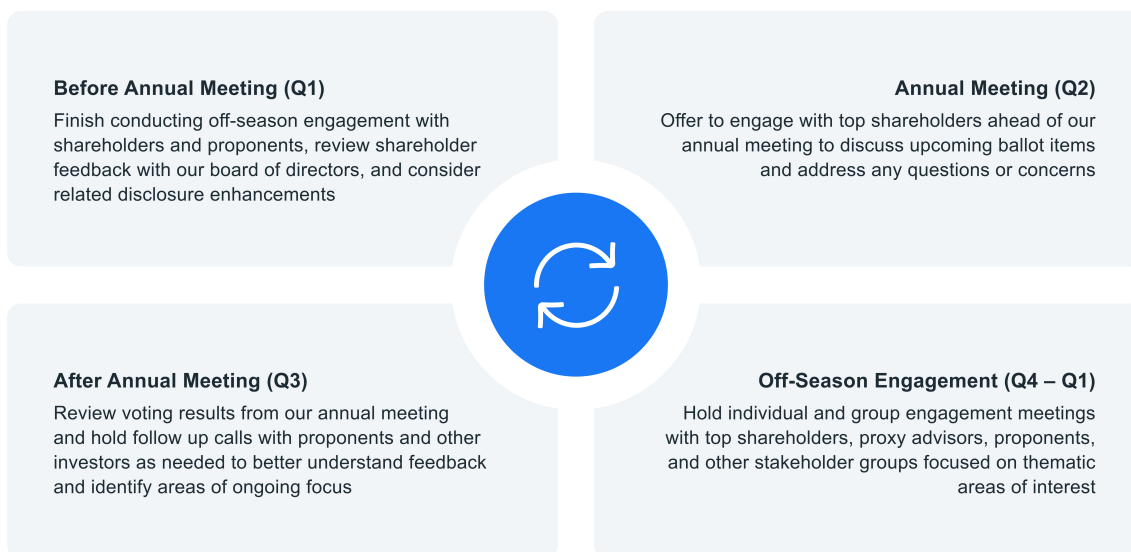 Before Annual Meeting (Q1)
Finish conducting off-season engagement with
shareholders and proponents, review shareholder
feedback with our board of directors, and consider
related disclosure enhancements
Annual Meeting (Q2)
Offer to engage with top shareholders ahead of our
annual meeting to discuss upcoming ballot items
and address any questions or concerns
After Annual Meeting (Q3)
Review voting results from our annual meeting
and hold follow up calls with proponents and other
investors as needed to better understand feedback
and identify areas of ongoing focus
Off-Season Engagement (Q4 – Q1)
Hold individual and group engagement meetings
with top shareholders, proxy advisors, proponents,
and other stakeholder groups focused on thematic
areas of interest